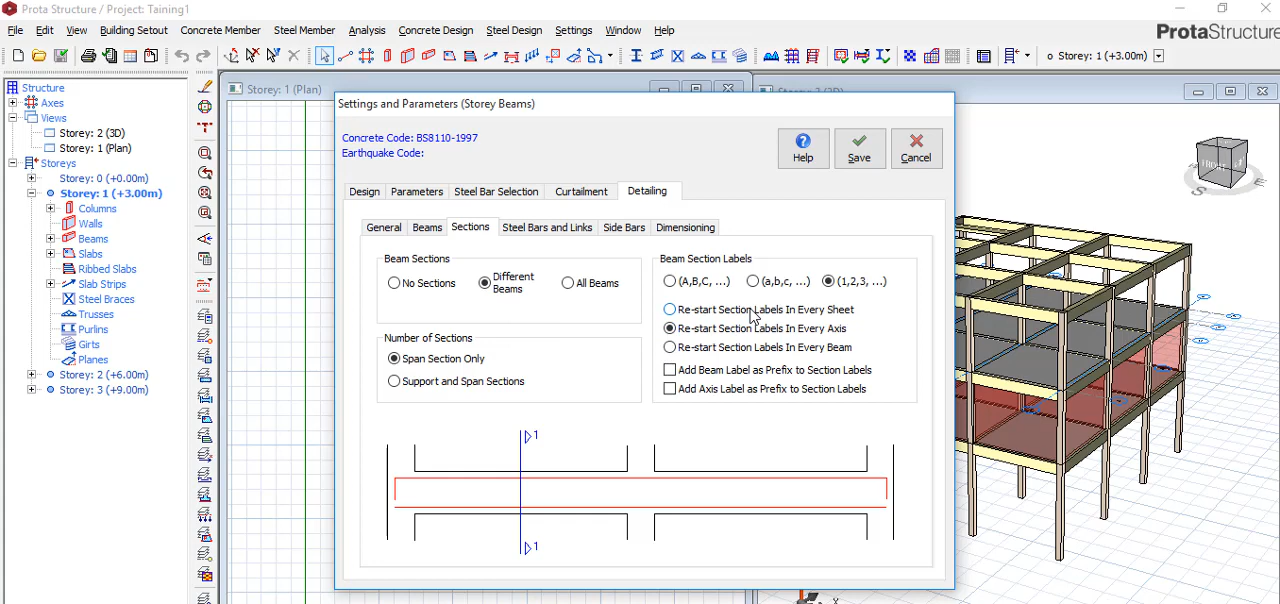 Prota Structure / Project: Taining1
File Edit View Building Setout Concrete Member Steel Member Analysis Concrete Design Steel Design Settings Window Help
ProtaStructure
o Storey: 1 (+3.00m)
Structure
Axes
Views
Storey: 2 (3D)
Storey: 1 (Plan)
Storeys
Storey: 0 (+0.00m)
Storey: 1 (+3.00m)
Columns
Walls
Beams
Slabs
Ribbed Slabs
Slab Strips
Steel Braces
Trusses
Purlins
Girts
Planes
Storey: 2 (+6.00m)
Storey: 3 (+9.00m)
Storey: 1 (Plan)
Settings and Parameters (Storey Beams)
Concrete Code: BS8110-1997
Earthquake Code:
Help Save Cancel
Design Parameters Steel Bar Selection Curtailment Detailing
General Beams Sections Steel Bars and Links Side Bars Dimensioning
Beam Sections
No Sections
Different Beams
All Beams
Number of Sections
Span Section Only
Support and Span Sections
Beam Section Labels
(A,B,C, ...) (a,b,c, ...) (1,2,3, ...)
Re-start Section Labels In Every Sheet
Re-start Section Labels In Every Axis
Re-start Section Labels In Every Beam
Add Beam Label as Prefix to Section Labels
Add Axis Label as Prefix to Section Labels
1
1
FRONT
S
E
X